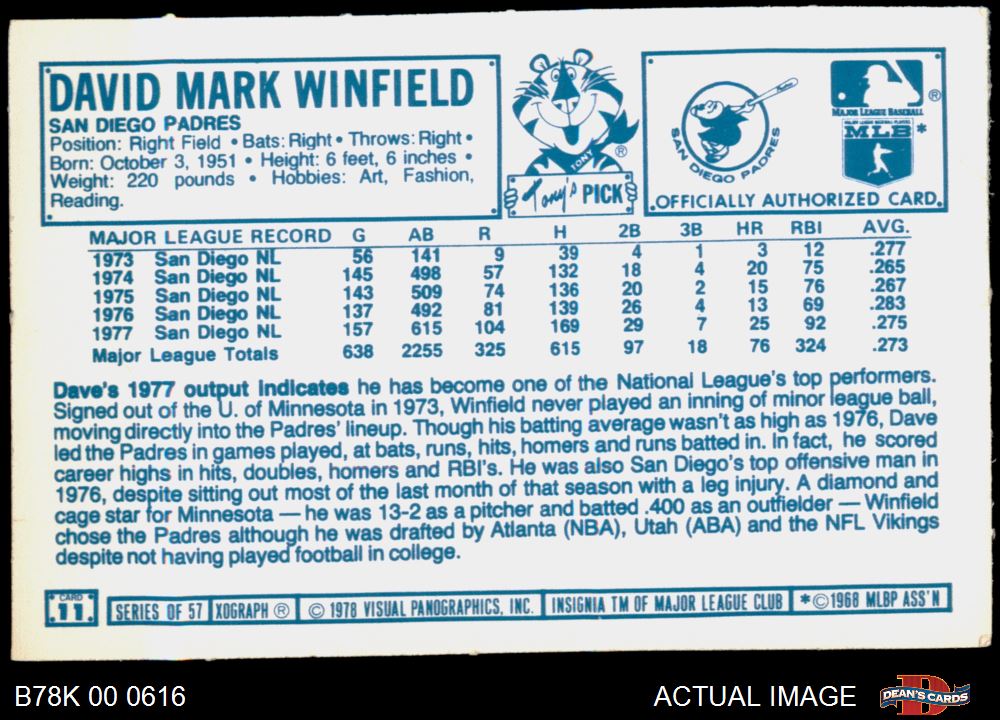 DAVID MARK WINFIELD
SAN DIEGO PADRES
Position: Right Field • Bats: Right • Throws: Right •
Born: October 3, 1951 • Height: 6 feet, 6 inches •
Weight: 220 pounds • Hobbies: Art, Fashion,
Reading.
TONY
®
Tony's PICK
SAN DIEGO PADRES
Padres
®
MAJOR LEAGUE BASEBALL
MAJOR LEAGUE BASEBALL PLAYERS
MLB *
OFFICIALLY AUTHORIZED CARD
MAJOR LEAGUE RECORD G AB R H 2B 3B HR RBI AVG.
1973 San Diego NL 56 141 9 39 4 1 3 12 .277
1974 San Diego NL 145 498 57 132 18 4 20 75 .265
1975 San Diego NL 143 509 74 136 20 2 15 76 .267
1976 San Diego NL 137 492 81 139 26 4 13 69 .283
1977 San Diego NL 157 615 104 169 29 7 25 92 .275
Major League Totals 638 2255 325 615 97 18 76 324 .273
Dave's 1977 output indicates he has become one of the National League's top performers.
Signed out of the U. of Minnesota in 1973, Winfield never played an inning of minor league ball,
moving directly into the Padres' lineup. Though his batting average wasn't as high as 1976, Dave
led the Padres in games played, at bats, runs, hits, homers and runs batted in. In fact, he scored
career highs in hits, doubles, homers and RBI's. He was also San Diego's top offensive man in
1976, despite sitting out most of the last month of that season with a leg injury. A diamond and
cage star for Minnesota — he was 13-2 as a pitcher and batted .400 as an outfielder — Winfield
chose the Padres although he was drafted by Atlanta (NBA), Utah (ABA) and the NFL Vikings
despite not having played football in college.
CARD
11
SERIES OF 57 XOGRAPH ® © 1978 VISUAL PANOGRAPHICS, INC. INSIGNIA TM OF MAJOR LEAGUE CLUB *©1968 MLBP ASS'N
B78K 00 0616
ACTUAL IMAGE
D
DEAN'S CARDS